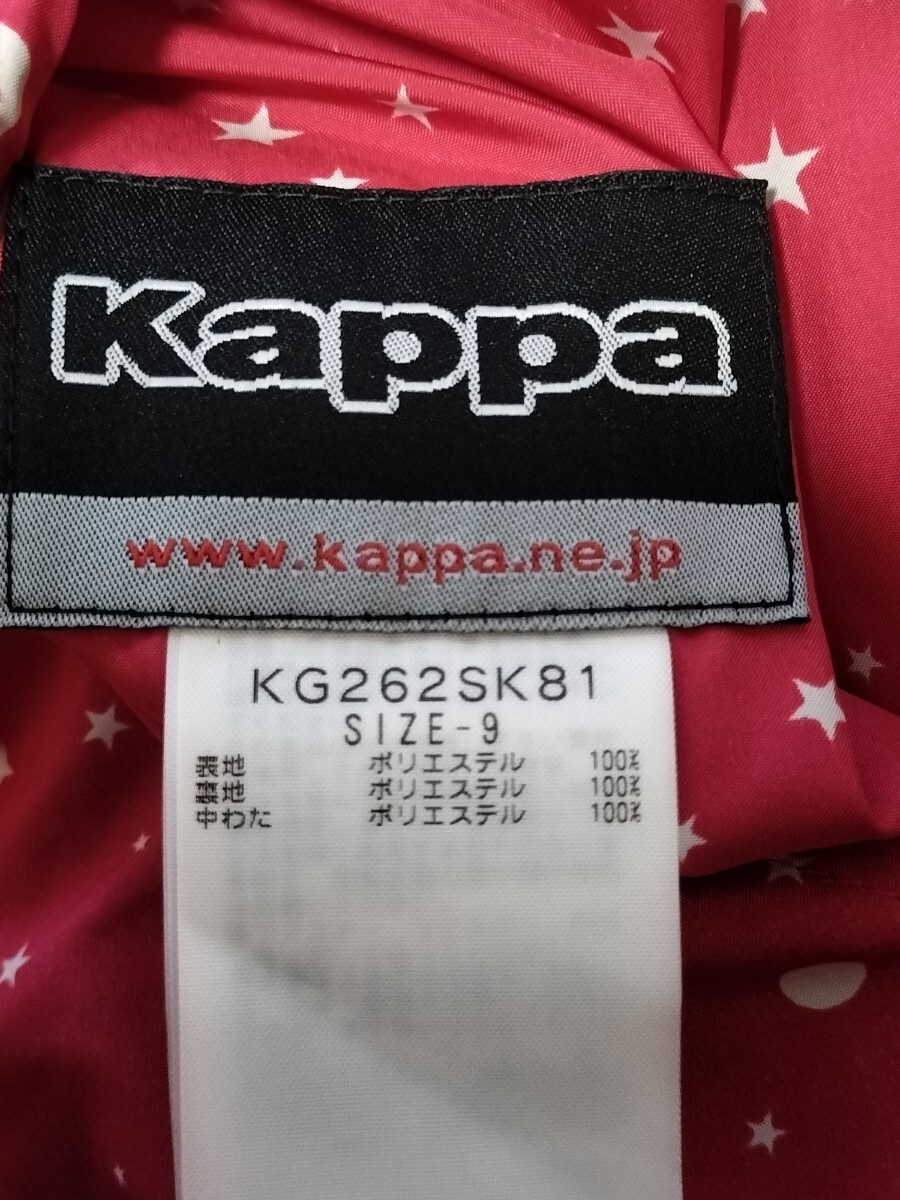 Kappa
www.kappa.ne.jp
KG262SK81
SIZE-9
表地 ポリエステル 100%
裏地 ポリエステル 100%
中わた ポリエステル 100%